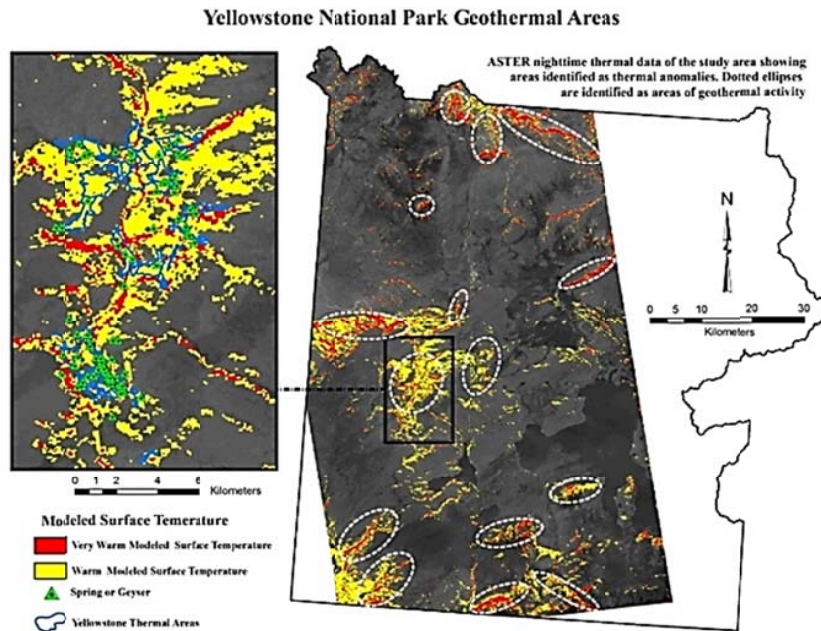 Yellowstone National Park Geothermal Areas
ASTER nighttime thermal data of the study area showing
areas identified as thermal anomalies. Dotted ellipses
are identified as areas of geothermal activity
N
0 5 10 20 30
Kilometers
0 1 2 4 6
Kilometers
Modeled Surface Temerature
Very Warm Modeled Surface Temperature
Warm Modeled Surface Temperature
Spring or Geyser
Yellowstone Thermal Areas